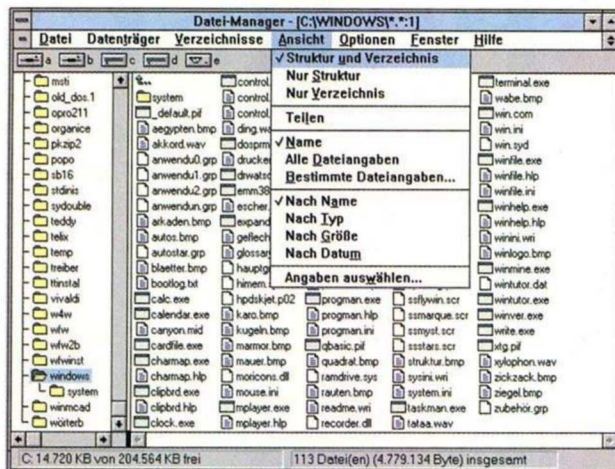 Datei-Manager - [C:\WINDOWS\*.*:1]
Datei Datenträger Verzeichnisse Ansicht Optionen Fenster Hilfe
a b c d e
Struktur und Verzeichnis
Nur Struktur
Nur Verzeichnis
Teilen
Name
Alle Dateiangaben
Bestimmte Dateiangaben...
Nach Name
Nach Typ
Nach Größe
Nach Datum
Angaben auswählen...
msti
old_dos.1
opro211
organice
pkzip2
popo
sb16
stdinis
sydouble
teddy
telix
temp
treiber
ttinstal
vivaldi
w4w
wfw
wfw2b
wfwinst
windows
system
winmcad
wörterb
system
_default.pif
aegypten.bmp
akkord.wav
anwendu0.grp
anwendu1.grp
anwendu2.grp
anwendun.grp
arkaden.bmp
autos.bmp
autostar.grp
blaetter.bmp
bootlog.txt
calc.exe
calendar.exe
canyon.mid
cardfile.exe
charmap.exe
charmap.hlp
clipbrd.exe
clipbrd.hlp
clock.exe
control.
control.
control.
ding.wa
dosprm
drucker
drwatsc
emm38
escher.
expand
geflech
glossar
hauptg
himem.
hpdskjet.p02
karo.bmp
kugeln.bmp
marmor.bmp
mauer.bmp
moricons.dll
mouse.ini
mplayer.exe
mplayer.hlp
progman.exe
progman.hlp
progman.ini
qbasic.pif
quadrat.bmp
ramdrive.sys
rauten.bmp
readme.wri
recorder.dll
ssflywin.scr
ssmarque.scr
ssmyst.scr
ssstars.scr
struktur.bmp
sysini.wri
system.ini
taskman.exe
tataa.wav
terminal.exe
wabe.bmp
win.com
win.ini
win.syd
winfile.exe
winfile.hlp
winfile.ini
winhelp.exe
winhelp.hlp
winini.wri
winlogo.bmp
winmine.exe
wintutor.dat
wintutor.exe
winver.exe
write.exe
xtg.pif
xylophon.wav
zickzack.bmp
ziegel.bmp
zubehör.grp
C: 14.720 KB von 204.564 KB frei
113 Datei(en) (4.779.134 Byte) insgesamt